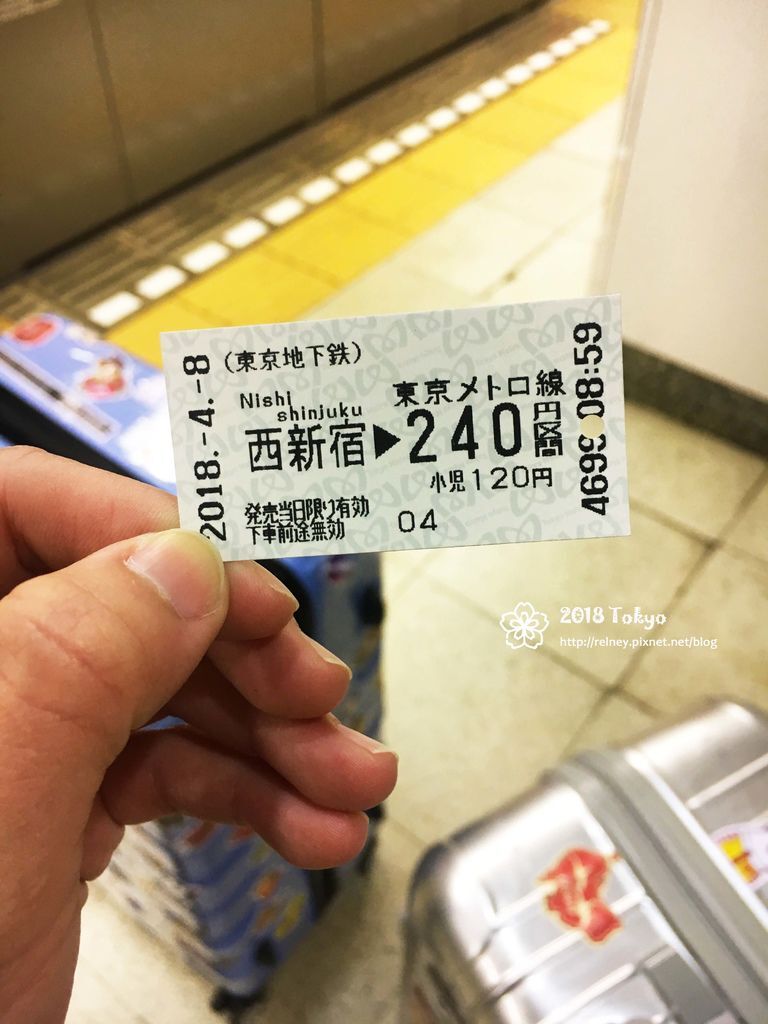 2018.-4.-8
(東京地下鉄)
Nishi
shinjuku
西新宿▶
東京メトロ線
240円区間
小児120円
発売当日限り有効
下車前途無効
04
08:59
2018 Tokyo
http://relney.pixnet.net/blog